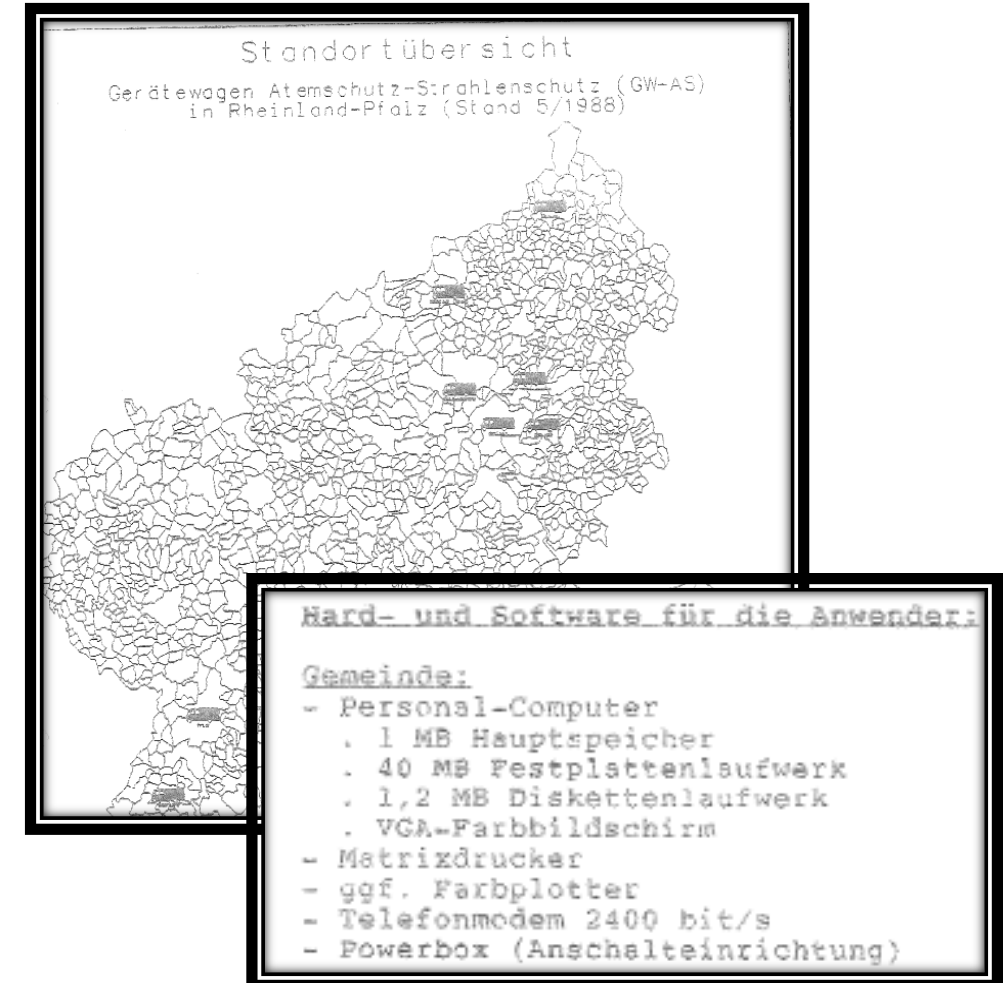 Standortübersicht
Gerätewagen Atemschutz-Strahlenschutz (GW-AS)
in Rheinland-Pfalz (Stand 5/1988)
Hard- und Software für die Anwender:
Gemeinde:
- Personal-Computer
. 1 MB Hauptspeicher
. 40 MB Festplattenlaufwerk
. 1,2 MB Diskettenlaufwerk
. VGA-Farbbildschirm
- Matrixdrucker
- ggf. Farbplotter
- Telefonmodem 2400 bit/s
- Powerbox (Anschalteinrichtung)